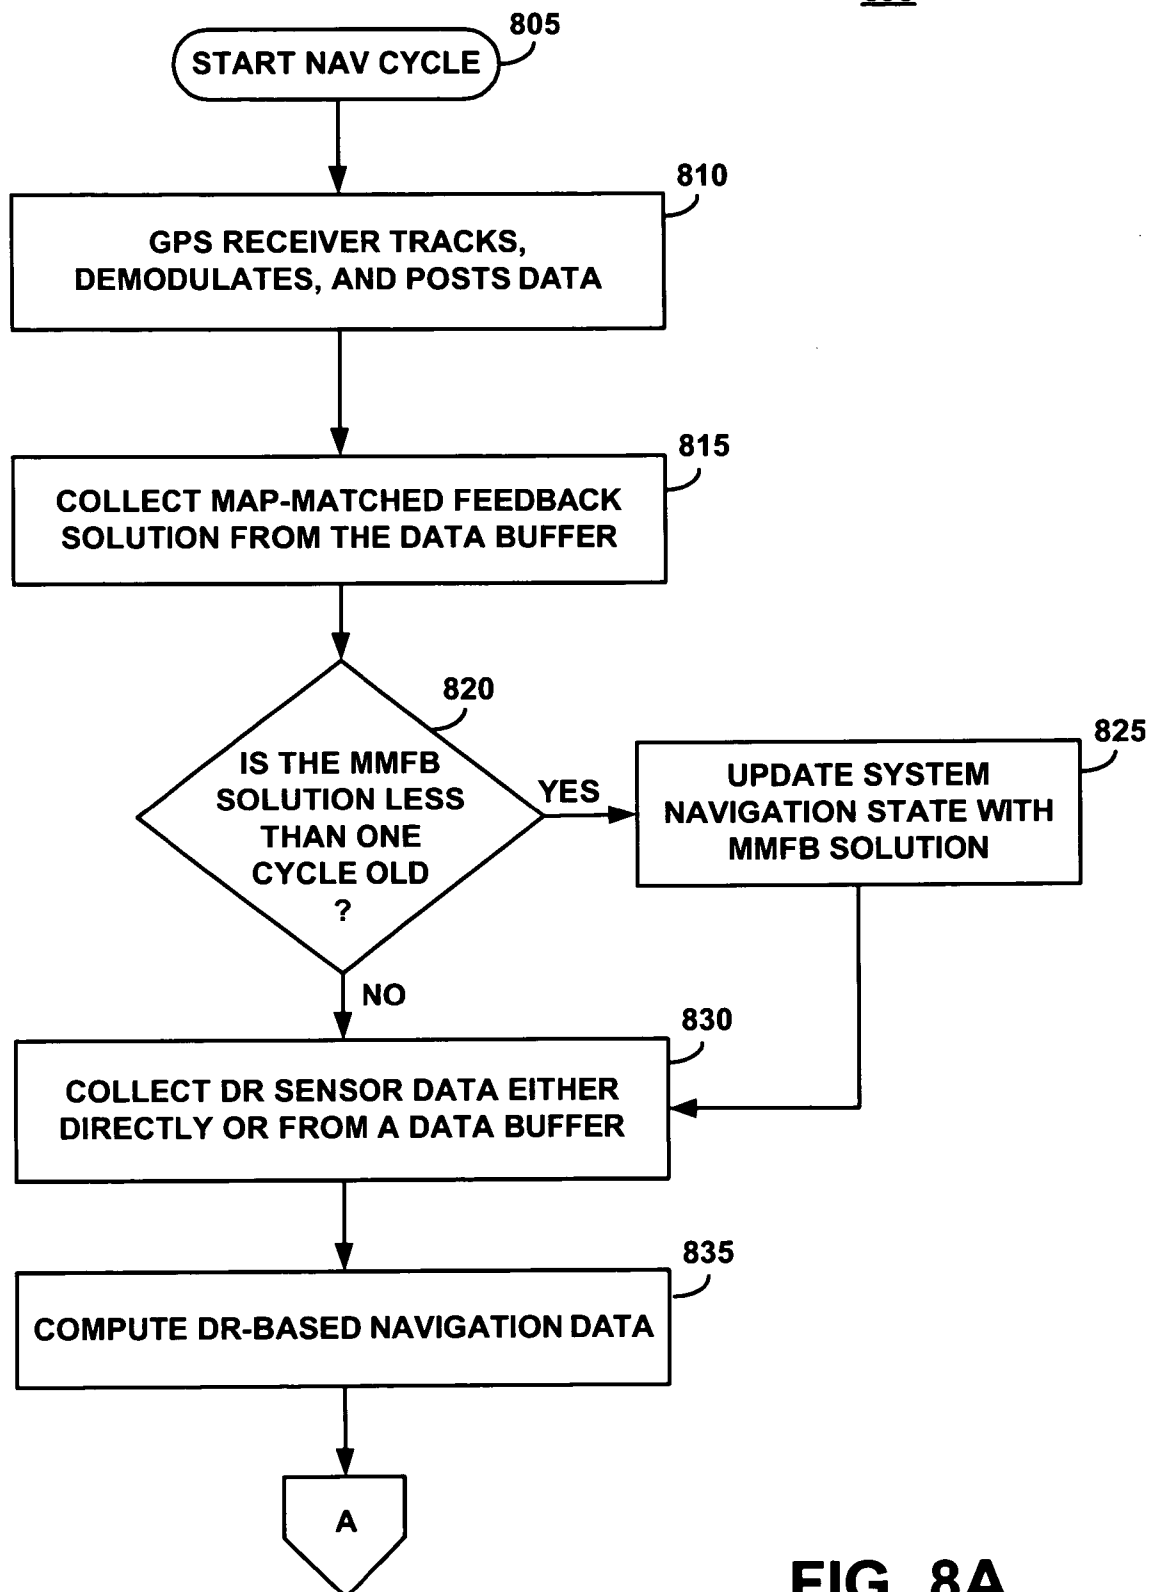 805
START NAV CYCLE
810
GPS RECEIVER TRACKS,
DEMODULATES, AND POSTS DATA
815
COLLECT MAP-MATCHED FEEDBACK
SOLUTION FROM THE DATA BUFFER
820
IS THE MMFB
SOLUTION LESS
THAN ONE
CYCLE OLD
?
YES
825
UPDATE SYSTEM
NAVIGATION STATE WITH
MMFB SOLUTION
NO
830
COLLECT DR SENSOR DATA EITHER
DIRECTLY OR FROM A DATA BUFFER
835
COMPUTE DR-BASED NAVIGATION DATA
A
FIG. 8A